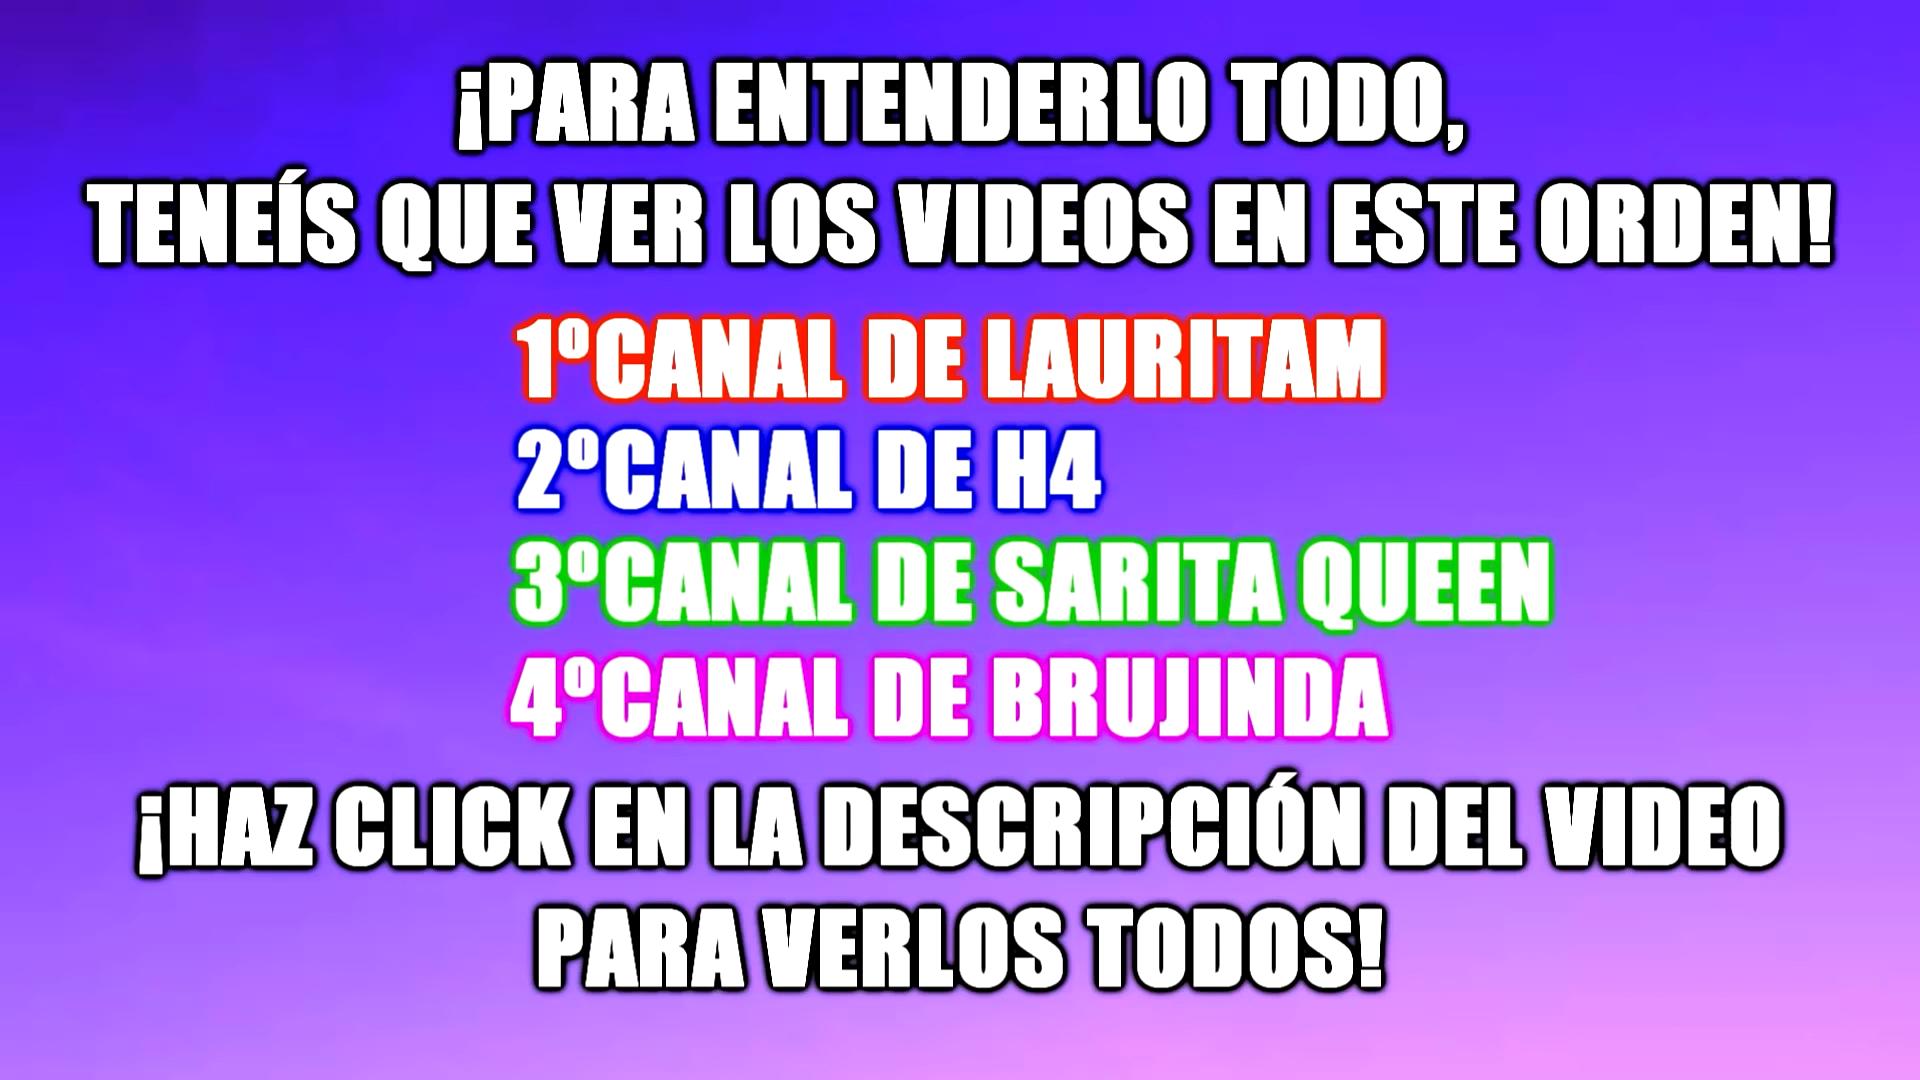 ¡PARA ENTENDERLO TODO,
TENEÍS QUE VER LOS VIDEOS EN ESTE ORDEN!
1ºCANAL DE LAURITAM
2ºCANAL DE H4
3ºCANAL DE SARITA QUEEN
4ºCANAL DE BRUJINDA
¡HAZ CLICK EN LA DESCRIPCIÓN DEL VIDEO
PARA VERLOS TODOS!